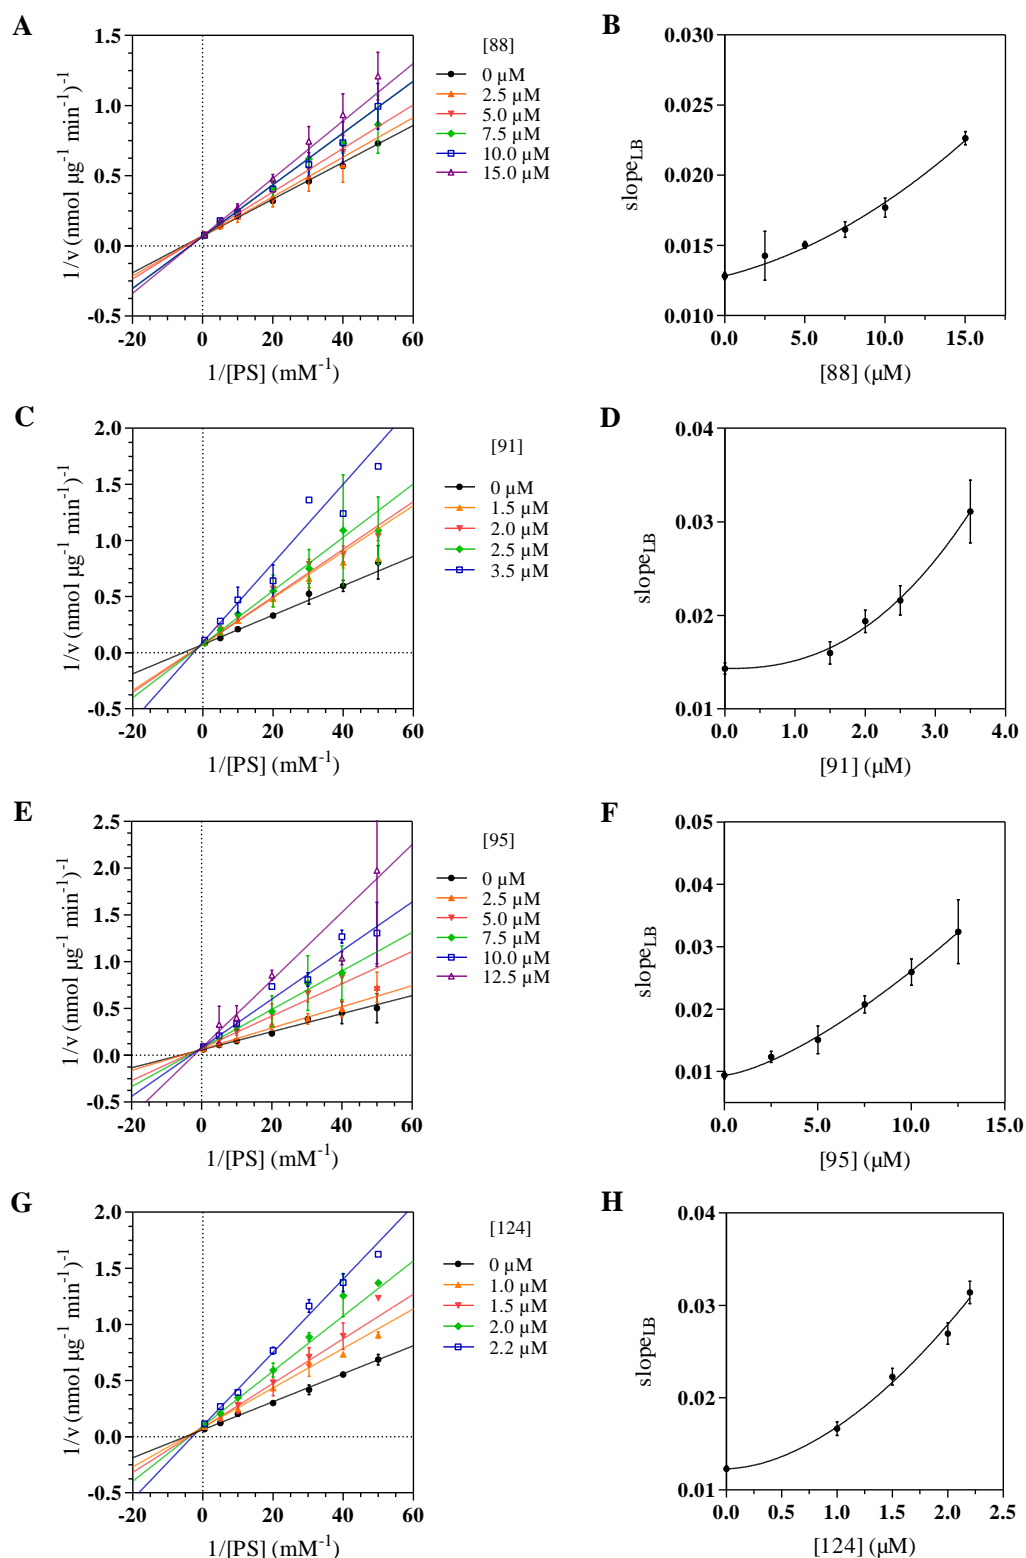 A
1/v (nmol µg-1 min-1)-1
1.5
1.0
0.5
0.0
-0.5
-20 0 20 40 60
1/[PS] (mM-1)
[88]
0 µM
2.5 µM
5.0 µM
7.5 µM
10.0 µM
15.0 µM
B
slopeLB
0.030
0.025
0.020
0.015
0.010
0.0 5.0 10.0 15.0
[88] (µM)
C
1/v (nmol µg-1 min-1)-1
2.0
1.5
1.0
0.5
0.0
-0.5
-20 0 20 40 60
1/[PS] (mM-1)
[91]
0 µM
1.5 µM
2.0 µM
2.5 µM
3.5 µM
D
slopeLB
0.04
0.03
0.02
0.01
0.0 1.0 2.0 3.0 4.0
[91] (µM)
E
1/v (nmol µg-1 min-1)-1
2.5
2.0
1.5
1.0
0.5
0.0
-0.5
-20 0 20 40 60
1/[PS] (mM-1)
[95]
0 µM
2.5 µM
5.0 µM
7.5 µM
10.0 µM
12.5 µM
F
slopeLB
0.05
0.04
0.03
0.02
0.01
0.0 5.0 10.0 15.0
[95] (µM)
G
1/v (nmol µg-1 min-1)-1
2.0
1.5
1.0
0.5
0.0
-0.5
-20 0 20 40 60
1/[PS] (mM-1)
[124]
0 µM
1.0 µM
1.5 µM
2.0 µM
2.2 µM
H
slopeLB
0.04
0.03
0.02
0.01
0.0 0.5 1.0 1.5 2.0 2.5
[124] (µM)